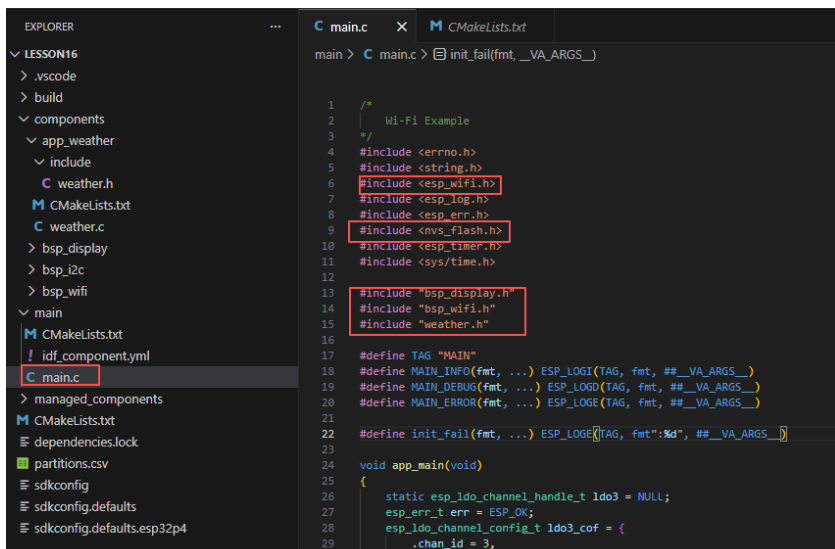 EXPLORER
···
LESSON16
.vscode
build
components
app_weather
include
C weather.h
M CMakeLists.txt
C weather.c
bsp_display
bsp_i2c
bsp_wifi
main
M CMakeLists.txt
! idf_component.yml
C main.c
managed_components
M CMakeLists.txt
dependencies.lock
partitions.csv
sdkconfig
sdkconfig.defaults
sdkconfig.defaults.esp32p4
C main.c X M CMakeLists.txt
main > C main.c > init_fail(fmt, __VA_ARGS__)
1 /*
2 Wi-Fi Example
3 */
4 #include <errno.h>
5 #include <string.h>
6 #include <esp_wifi.h>
7 #include <esp_log.h>
8 #include <esp_err.h>
9 #include <nvs_flash.h>
10 #include <esp_timer.h>
11 #include <sys/time.h>
12
13 #include "bsp_display.h"
14 #include "bsp_wifi.h"
15 #include "weather.h"
16
17 #define TAG "MAIN"
18 #define MAIN_INFO(fmt, ...) ESP_LOGI(TAG, fmt, ##__VA_ARGS__)
19 #define MAIN_DEBUG(fmt, ...) ESP_LOGD(TAG, fmt, ##__VA_ARGS__)
20 #define MAIN_ERROR(fmt, ...) ESP_LOGE(TAG, fmt, ##__VA_ARGS__)
21
22 #define init_fail(fmt, ...) ESP_LOGE(TAG, fmt":%d", ##__VA_ARGS__)
23
24 void app_main(void)
25 {
26 static esp_ldo_channel_handle_t ldo3 = NULL;
27 esp_err_t err = ESP_OK;
28 esp_ldo_channel_config_t ldo3_cof = {
29 .chan_id = 3,